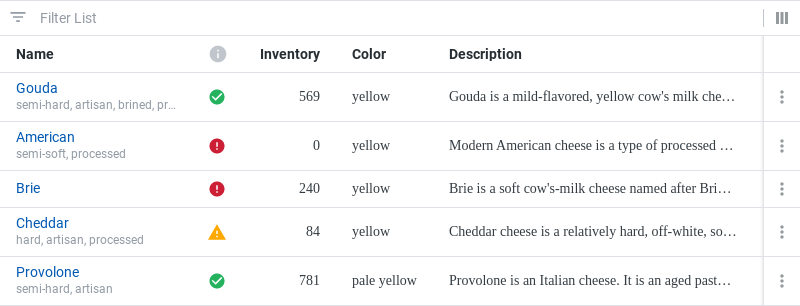 Filter List
Name Inventory Color Description
Gouda
semi-hard, artisan, brined, pr...
569 yellow Gouda is a mild-flavored, yellow cow's milk che...
American
semi-soft, processed
0 yellow Modern American cheese is a type of processed ...
Brie 240 yellow Brie is a soft cow's-milk cheese named after Bri...
Cheddar
hard, artisan, processed
84 yellow Cheddar cheese is a relatively hard, off-white, so...
Provolone
semi-hard, artisan
781 pale yellow Provolone is an Italian cheese. It is an aged past...